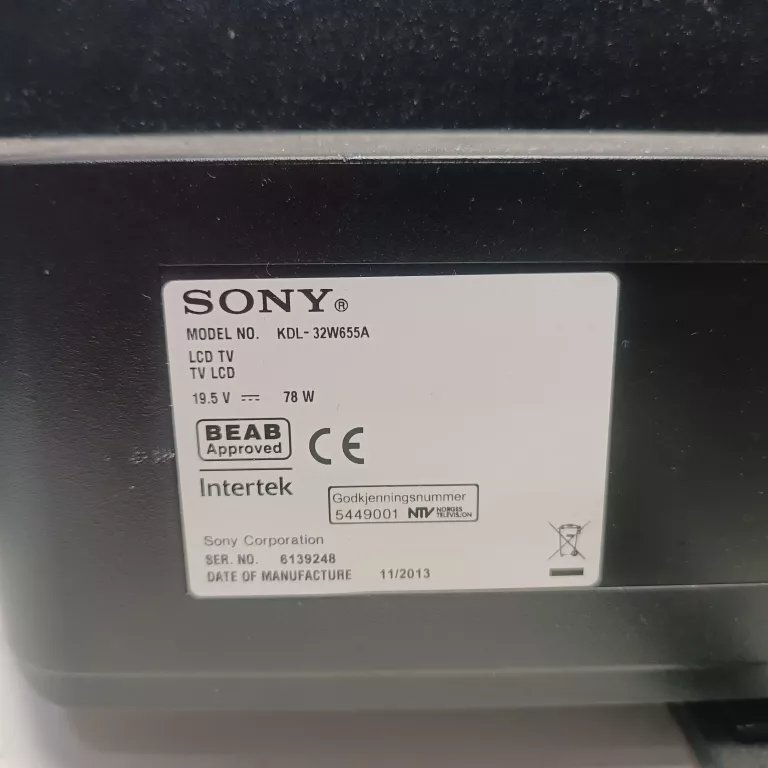 SONY®
MODEL NO. KDL-32W655A
LCD TV
TV LCD
19.5 V ⎓ 78 W
BEAB
Approved
CE
Intertek
Godkjenningsnummer
5449001 NTV NORGES
TELEVISJON
Sony Corporation
SER. NO. 6139248
DATE OF MANUFACTURE 11/2013